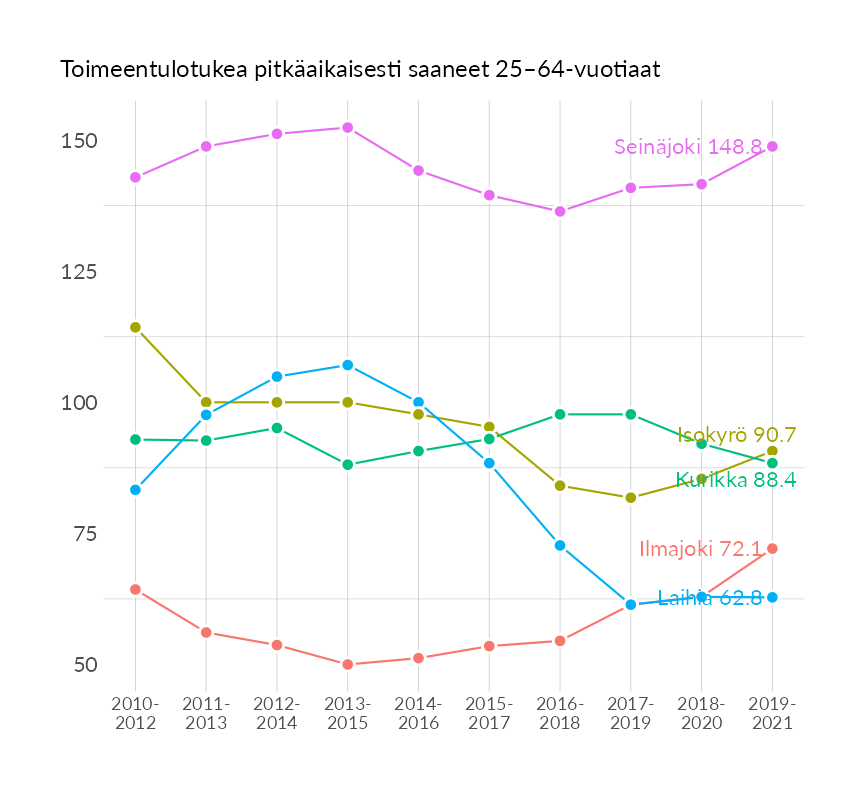 Toimeentulotukea pitkäaikaisesti saaneet 25–64-vuotiaat
150
125
100
75
50
Seinäjoki 148.8
Isokyrö 90.7
Kurikka 88.4
Ilmajoki 72.1
Laihia 62.8
2010- 2011- 2012- 2013- 2014- 2015- 2016- 2017- 2018- 2019-
2012 2013 2014 2015 2016 2017 2018 2019 2020 2021